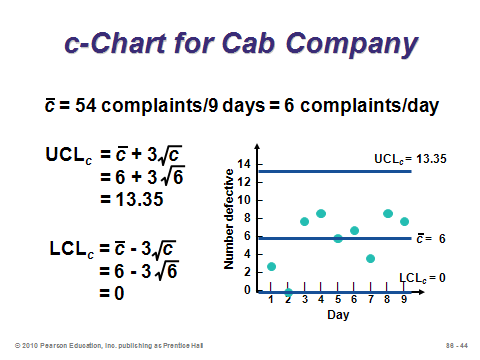 c-Chart for Cab Company
c̄ = 54 complaints/9 days = 6 complaints/day
UCLc = c̄ + 3√c̄
= 6 + 3√6
= 13.35
LCLc = c̄ - 3√c̄
= 6 - 3√6
= 0
Number defective
14
12
10
8
6
4
2
0
UCLc = 13.35
c̄ = 6
LCLc = 0
1 2 3 4 5 6 7 8 9
Day
© 2010 Pearson Education, Inc. publishing as Prentice Hall
S6 - 44